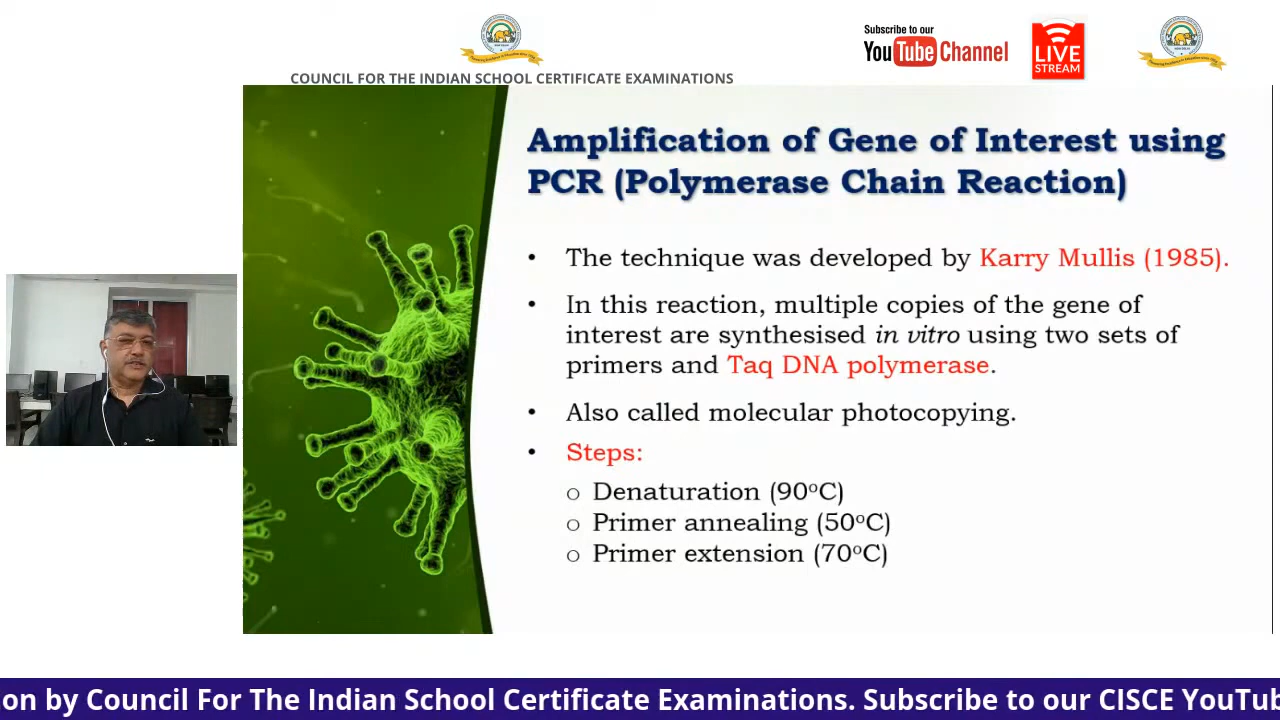 Subscribe to our
YouTube Channel
LIVE
STREAM
COUNCIL FOR THE INDIAN SCHOOL CERTIFICATE EXAMINATIONS
Amplification of Gene of Interest using
PCR (Polymerase Chain Reaction)
• The technique was developed by Karry Mullis (1985).
• In this reaction, multiple copies of the gene of
interest are synthesised in vitro using two sets of
primers and Taq DNA polymerase.
• Also called molecular photocopying.
• Steps:
o Denaturation (90°C)
o Primer annealing (50°C)
o Primer extension (70°C)
on by Council For The Indian School Certificate Examinations. Subscribe to our CISCE YouTub